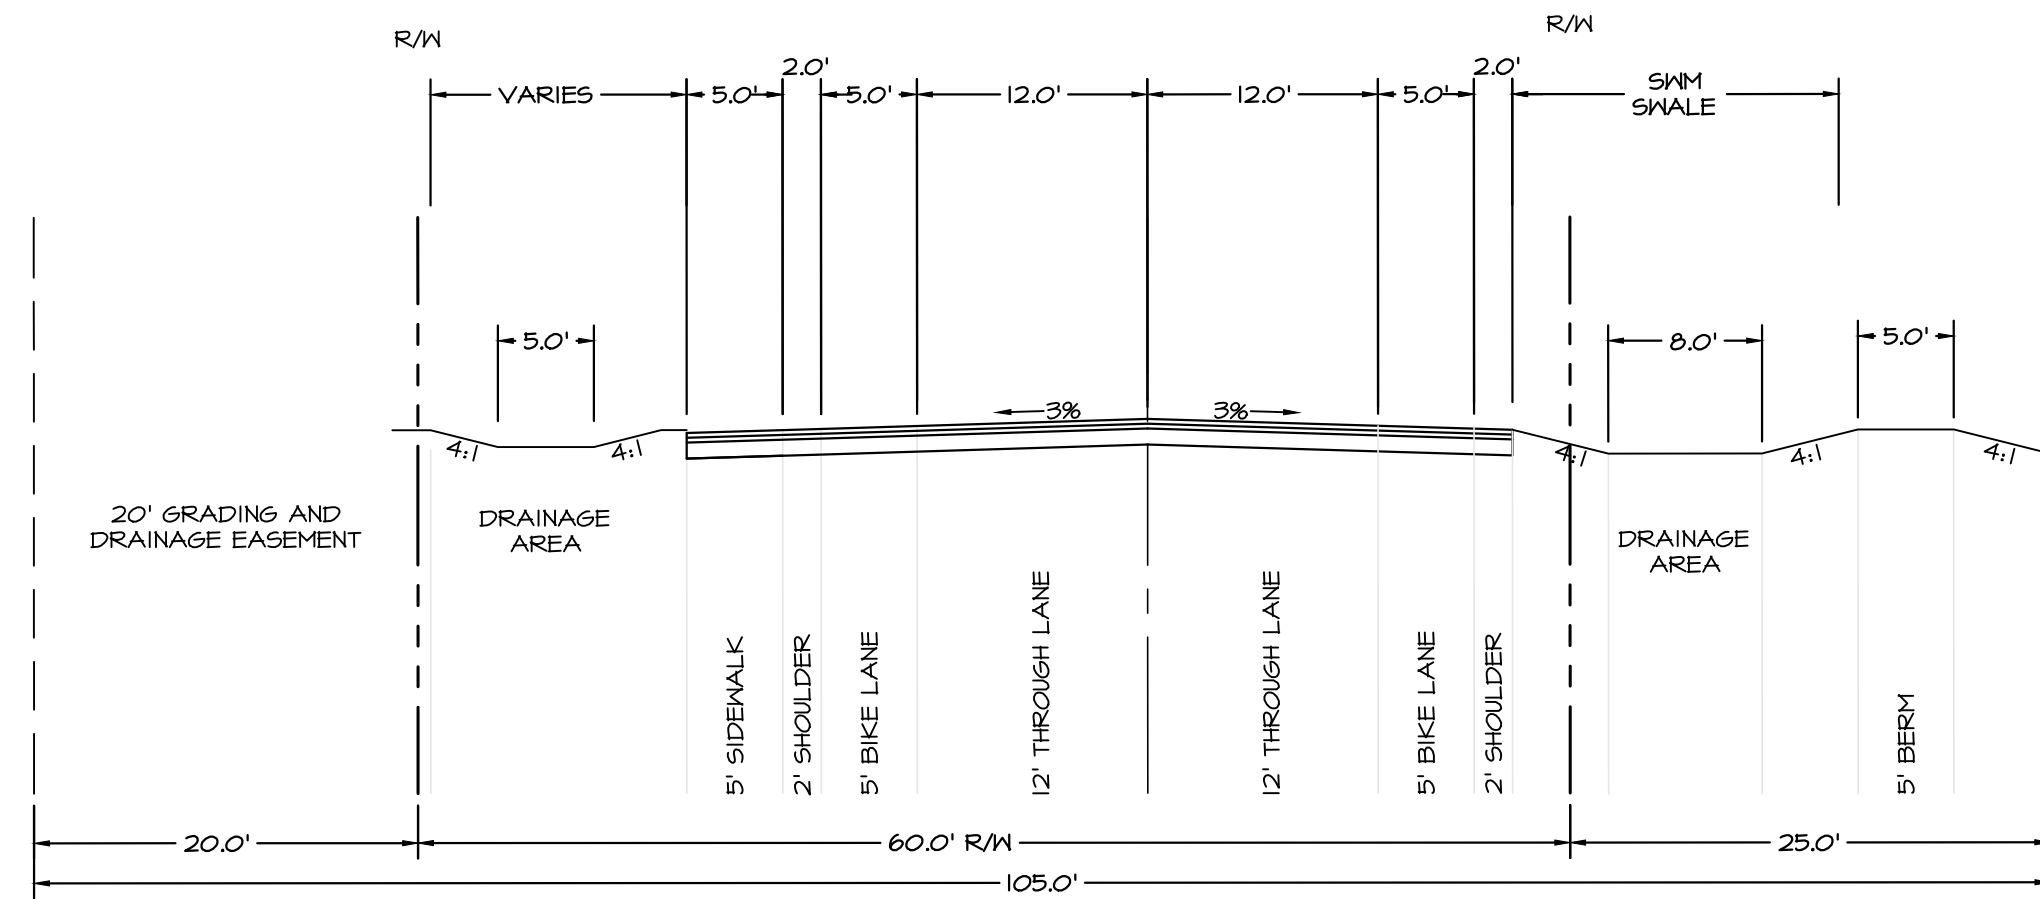 R/W
R/W
2.0'
2.0'
VARIES
5.0'
5.0'
12.0'
12.0'
5.0'
SWM
SWALE
5.0'
8.0'
5.0'
3%
3%
4:1
4:1
4:1
4:1
4:1
20' GRADING AND
DRAINAGE EASEMENT
DRAINAGE
AREA
DRAINAGE
AREA
5' SIDEWALK
2' SHOULDER
5' BIKE LANE
12' THROUGH LANE
12' THROUGH LANE
5' BIKE LANE
2' SHOULDER
5' BERM
20.0'
60.0' R/W
25.0'
105.0'